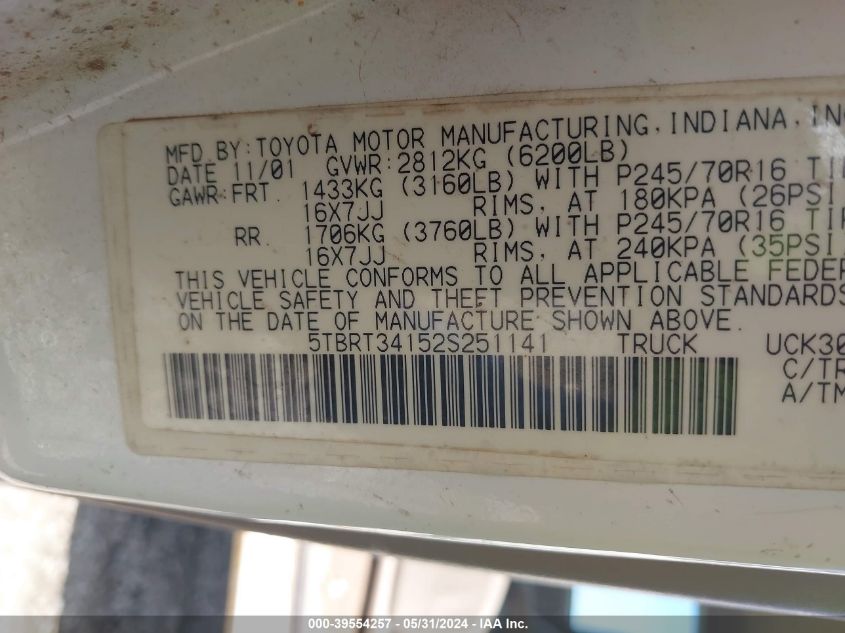 MFD BY:TOYOTA MOTOR MANUFACTURING, INDIANA, IN
DATE 11/01 GVWR:2812KG (6200LB)
GAWR:FRT 1433KG (3160LB) WITH P245/70R16 TI
16X7JJ RIMS, AT 180KPA (26PSI
RR 1706KG (3760LB) WITH P245/70R16 TI
16X7JJ RIMS, AT 240KPA (35PSI
THIS VEHICLE CONFORMS TO ALL APPLICABLE FEDER
VEHICLE SAFETY AND THEFT PREVENTION STANDARDS
ON THE DATE OF MANUFACTURE SHOWN ABOVE.
5TBRT34152S251141 TRUCK UCK30
C/TR
A/TM
000-39554257 - 05/31/2024 - IAA Inc.